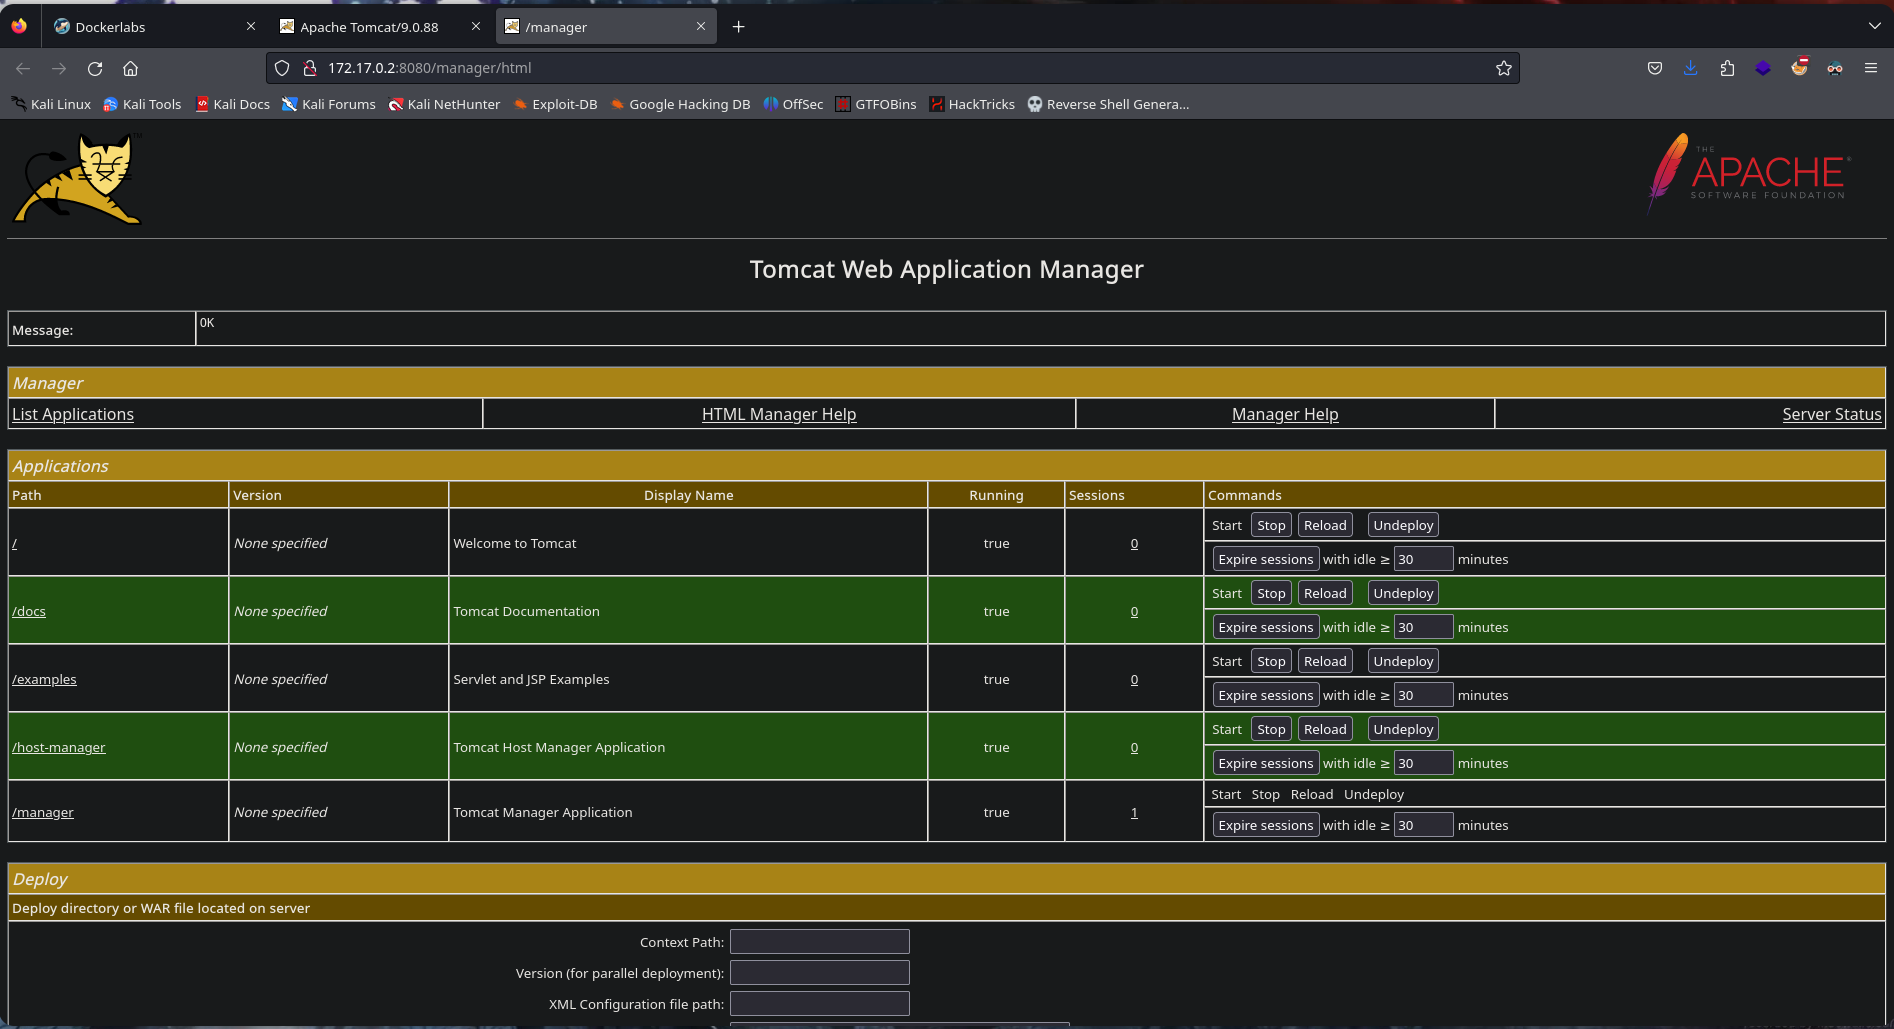 Dockerlabs
Apache Tomcat/9.0.88
/manager
172.17.0.2:8080/manager/html
Kali Linux
Kali Tools
Kali Docs
Kali Forums
Kali NetHunter
Exploit-DB
Google Hacking DB
OffSec
GTFOBins
HackTricks
Reverse Shell Genera...
TM
THE
APACHE®
SOFTWARE FOUNDATION
Tomcat Web Application Manager
Message: OK
Manager
List Applications HTML Manager Help Manager Help Server Status
Applications
Path Version Display Name Running Sessions Commands
/ None specified Welcome to Tomcat true 0 Start Stop Reload Undeploy
Expire sessions with idle ≥ 30 minutes
/docs None specified Tomcat Documentation true 0 Start Stop Reload Undeploy
Expire sessions with idle ≥ 30 minutes
/examples None specified Servlet and JSP Examples true 0 Start Stop Reload Undeploy
Expire sessions with idle ≥ 30 minutes
/host-manager None specified Tomcat Host Manager Application true 0 Start Stop Reload Undeploy
Expire sessions with idle ≥ 30 minutes
/manager None specified Tomcat Manager Application true 1 Start Stop Reload Undeploy
Expire sessions with idle ≥ 30 minutes
Deploy
Deploy directory or WAR file located on server
Context Path:
Version (for parallel deployment):
XML Configuration file path: